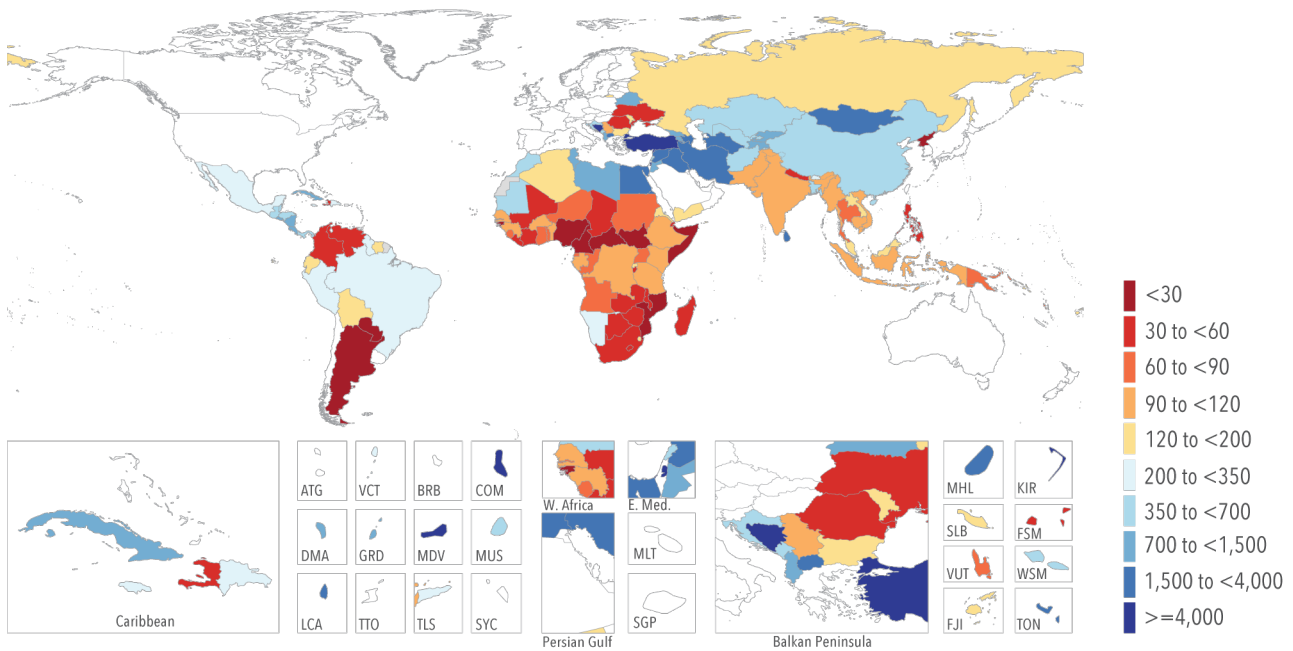 <30
30 to <60
60 to <90
90 to <120
120 to <200
200 to <350
350 to <700
700 to <1,500
1,500 to <4,000
>=4,000
Caribbean
ATG
VCT
BRB
COM
DMA
GRD
MDV
MUS
LCA
TTO
TLS
SYC
W. Africa
E. Med.
Persian Gulf
MLT
SGP
Balkan Peninsula
MHL
KIR
SLB
FSM
VUT
WSM
FJI
TON